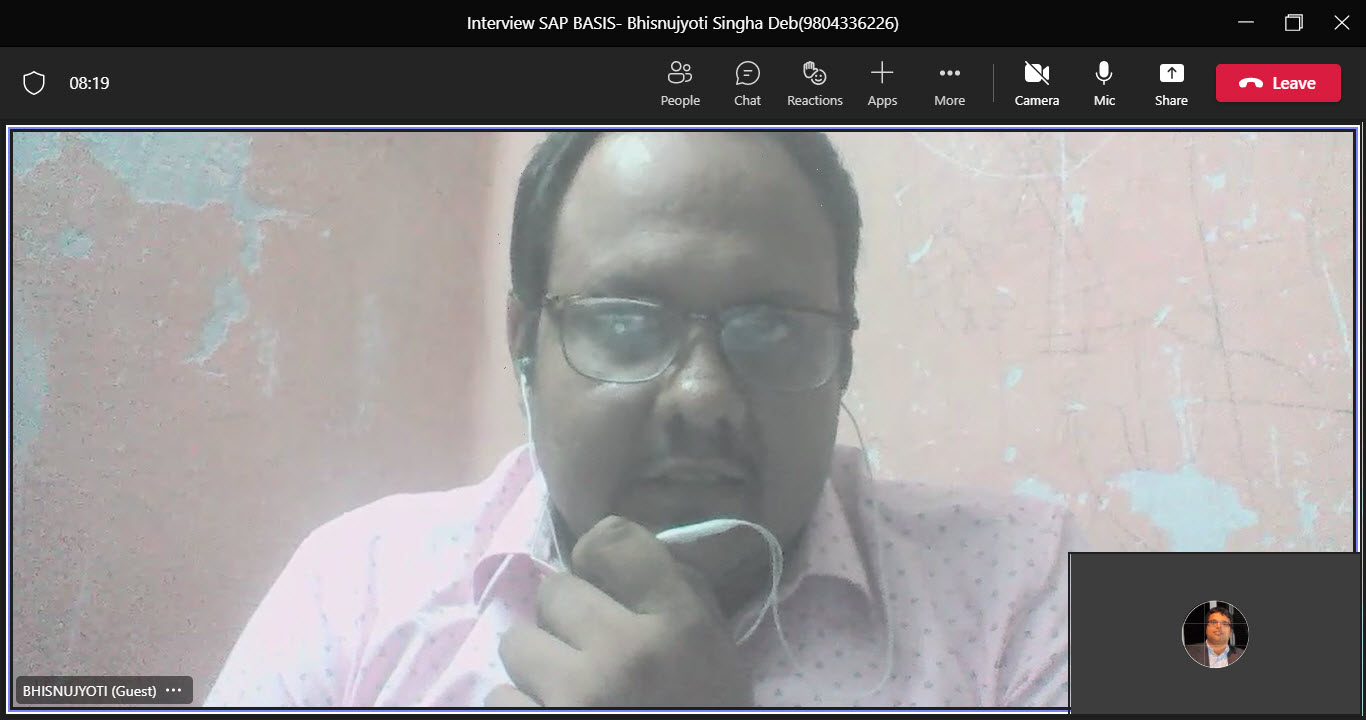 Interview SAP BASIS- Bhisnujyoti Singha Deb(9804336226)
08:19
People
Chat
Reactions
Apps
More
Camera
Mic
Share
Leave
BHISNUJYOTI (Guest)